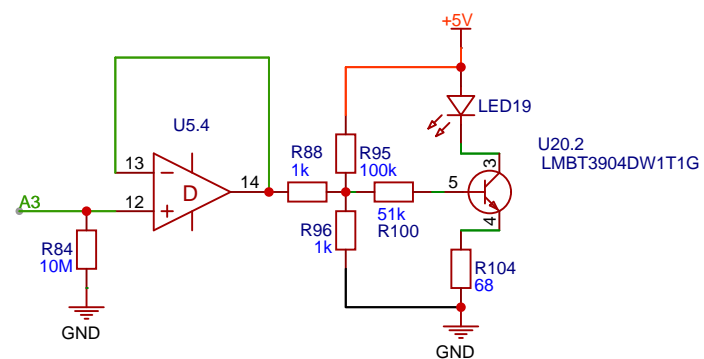 +5V
LED19
U5.4
U20.2
LMBT3904DW1T1G
13
R88
1k
R95
100k
3
D
14
5
A3
12
51k
R100
4
R84
10M
R96
1k
R104
68
GND
GND